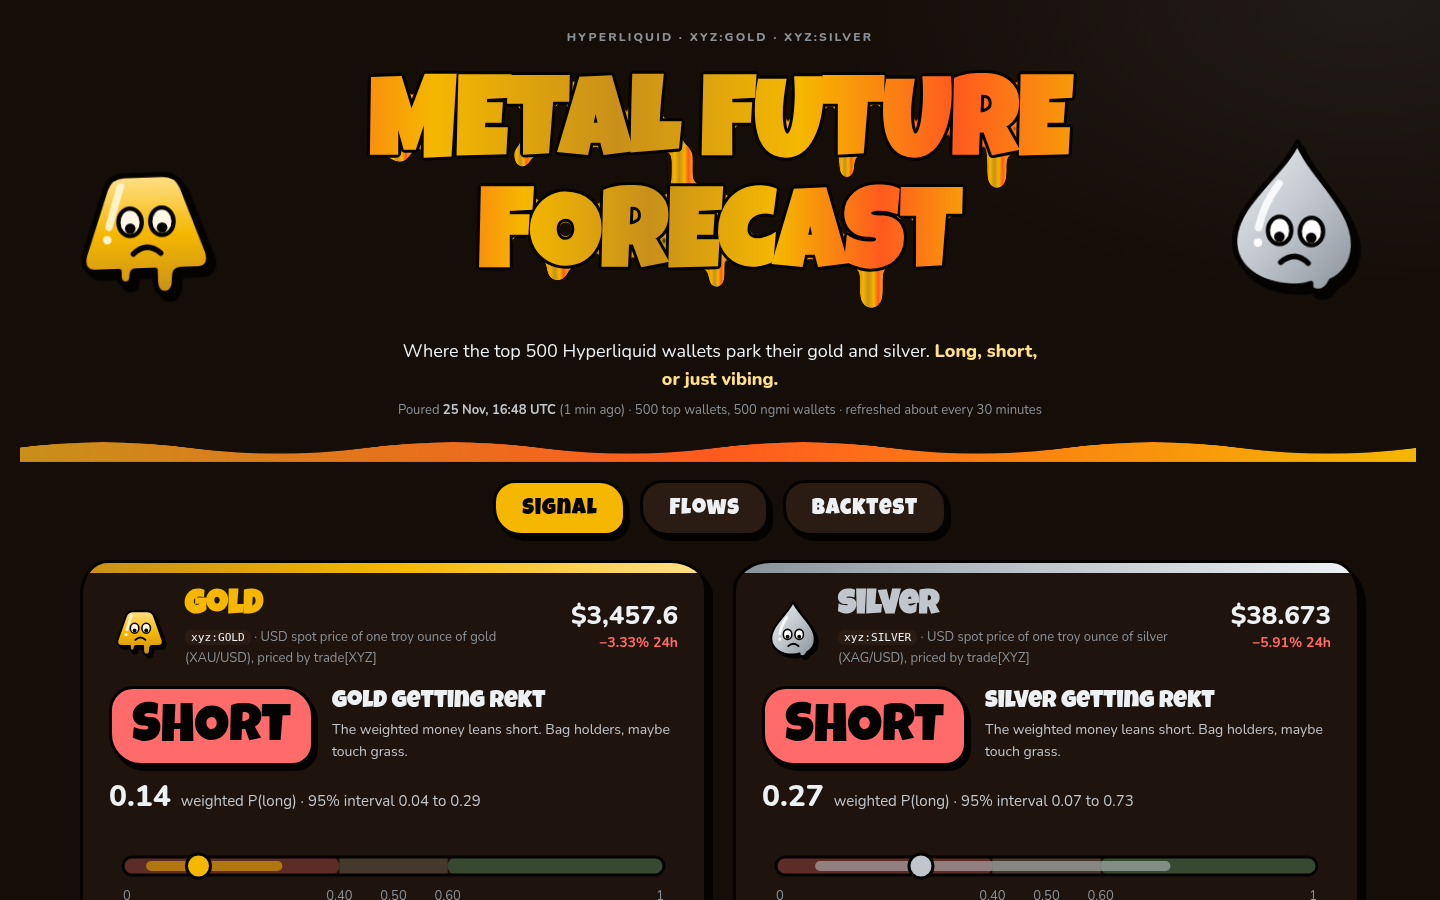 HYPERLIQUID · XYZ:GOLD · XYZ:SILVER
METAL FUTURE
FORECAST
Where the top 500 Hyperliquid wallets park their gold and silver. Long, short,
or just vibing.
Poured 25 Nov, 16:48 UTC (1 min ago) · 500 top wallets, 500 ngmi wallets · refreshed about every 30 minutes
SIGNAL FLOWS BACKTEST
GOLD
xyz:GOLD · USD spot price of one troy ounce of gold
(XAU/USD), priced by trade[XYZ]
$3,457.6
−3.33% 24h
SHORT
GOLD GETTING REKT
The weighted money leans short. Bag holders, maybe
touch grass.
0.14 weighted P(long) · 95% interval 0.04 to 0.29
0 0.40 0.50 0.60 1
SILVER
xyz:SILVER · USD spot price of one troy ounce of silver
(XAG/USD), priced by trade[XYZ]
$38.673
−5.91% 24h
SHORT
SILVER GETTING REKT
The weighted money leans short. Bag holders, maybe
touch grass.
0.27 weighted P(long) · 95% interval 0.07 to 0.73
0 0.40 0.50 0.60 1